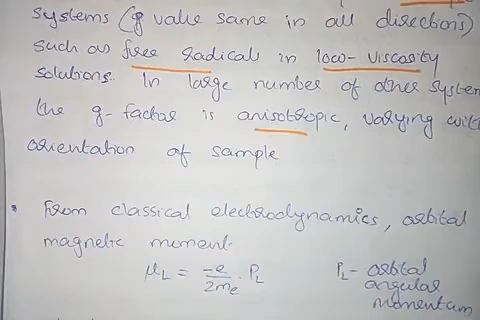 systems (g value same in all directions)
such as free radicals in low-viscosity
solutions. In large number of other system
the g-factor is anisotropic, varying with
orientation of sample
• From classical electrodynamics, orbital
magnetic moment.
μL = -e/2me · PL PL - orbital
angular
momentum